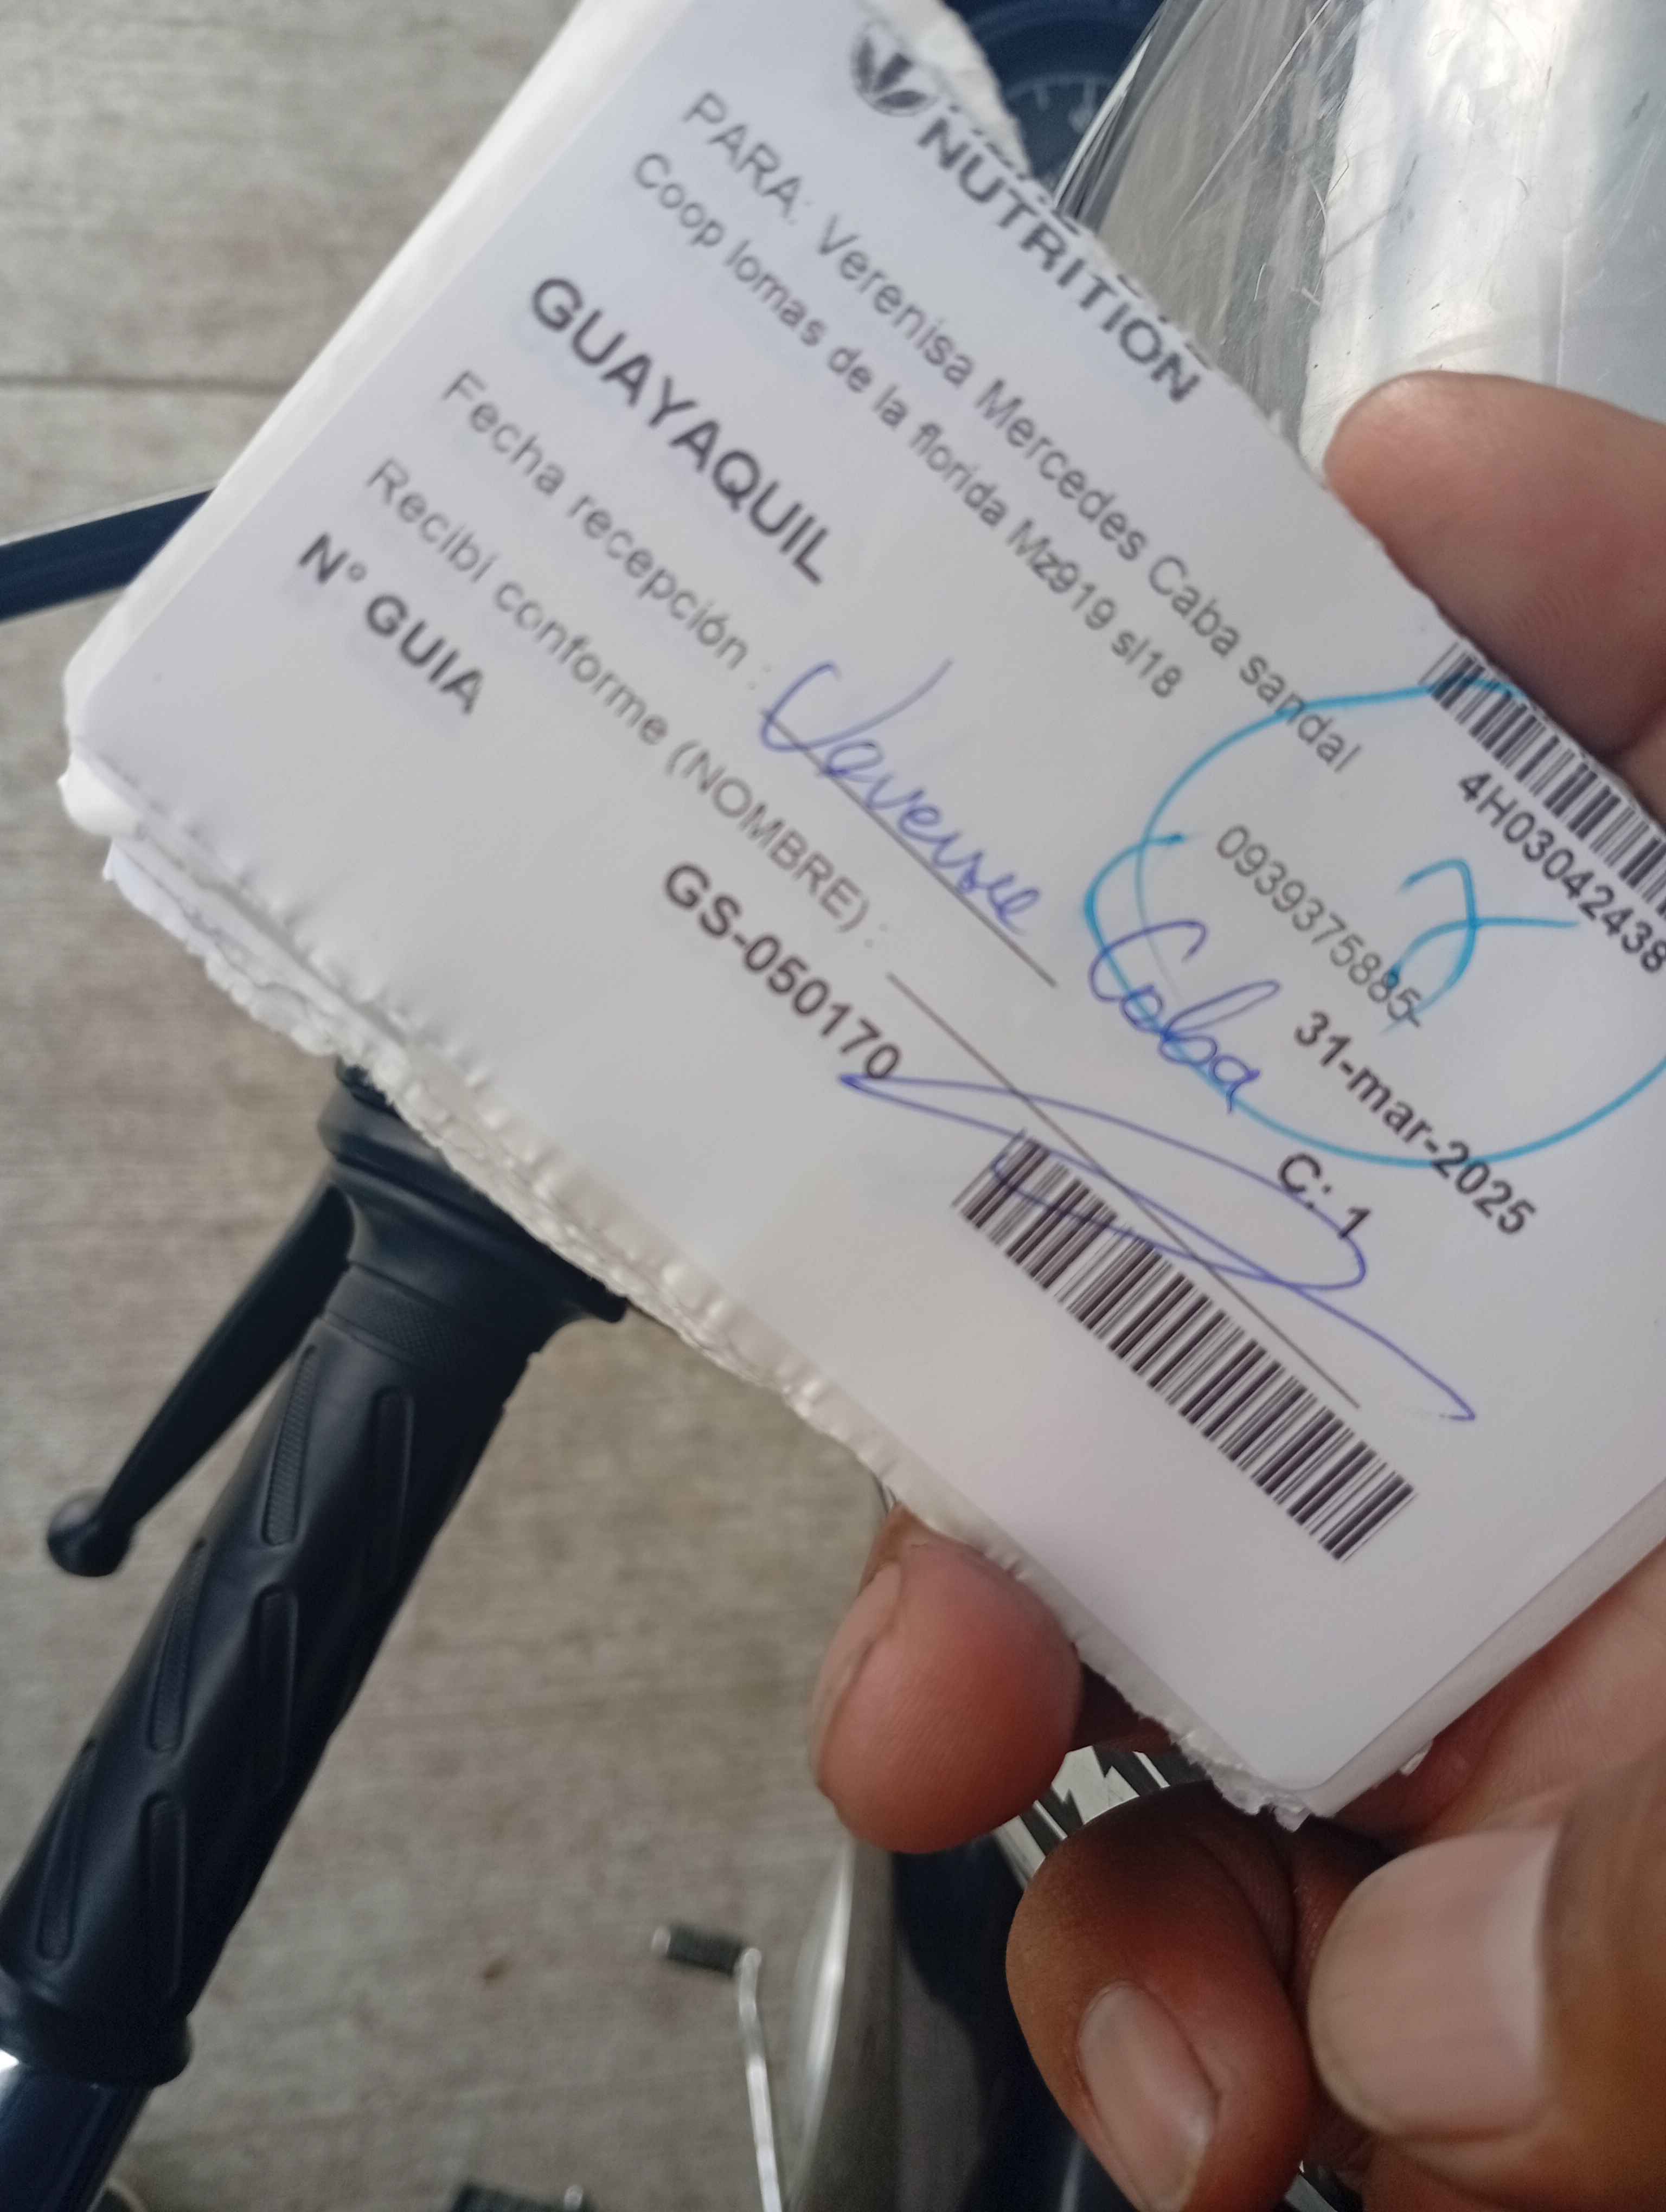 NUTRITION
4H03042438
PARA: Verenisa Mercedes Caba sandal
Coop lomas de la florida Mz919 sl18
0939375885-
GUAYAQUIL
31-mar-2025
Fecha recepción :
C: 1
Recibí conforme (NOMBRE) :
Caba
N° GUIA
GS-050170